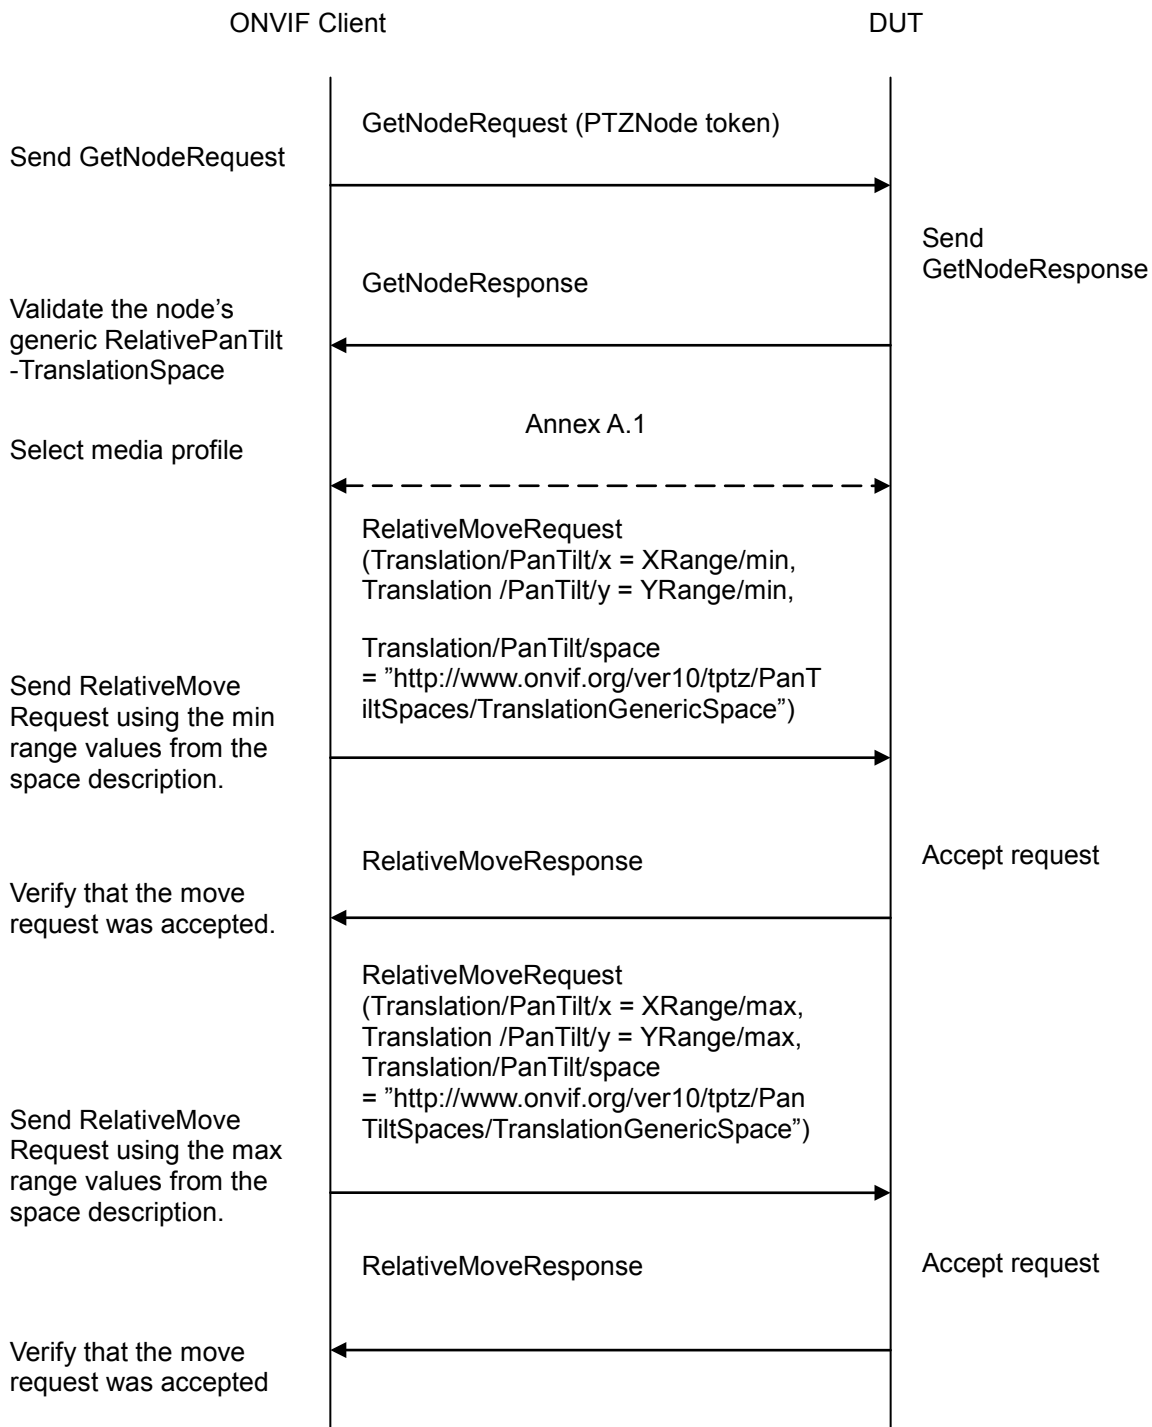 ONVIF Client
DUT
GetNodeRequest (PTZNode token)
Send GetNodeRequest
Send
GetNodeResponse
GetNodeResponse
Validate the node’s
generic RelativePanTilt
-TranslationSpace
Annex A.1
Select media profile
RelativeMoveRequest
(Translation/PanTilt/x = XRange/min,
Translation /PanTilt/y = YRange/min,
Translation/PanTilt/space
= ”http://www.onvif.org/ver10/tptz/PanT
iltSpaces/TranslationGenericSpace”)
Send RelativeMove
Request using the min
range values from the
space description.
RelativeMoveResponse
Accept request
Verify that the move
request was accepted.
RelativeMoveRequest
(Translation/PanTilt/x = XRange/max,
Translation /PanTilt/y = YRange/max,
Translation/PanTilt/space
= ”http://www.onvif.org/ver10/tptz/Pan
TiltSpaces/TranslationGenericSpace”)
Send RelativeMove
Request using the max
range values from the
space description.
RelativeMoveResponse
Accept request
Verify that the move
request was accepted